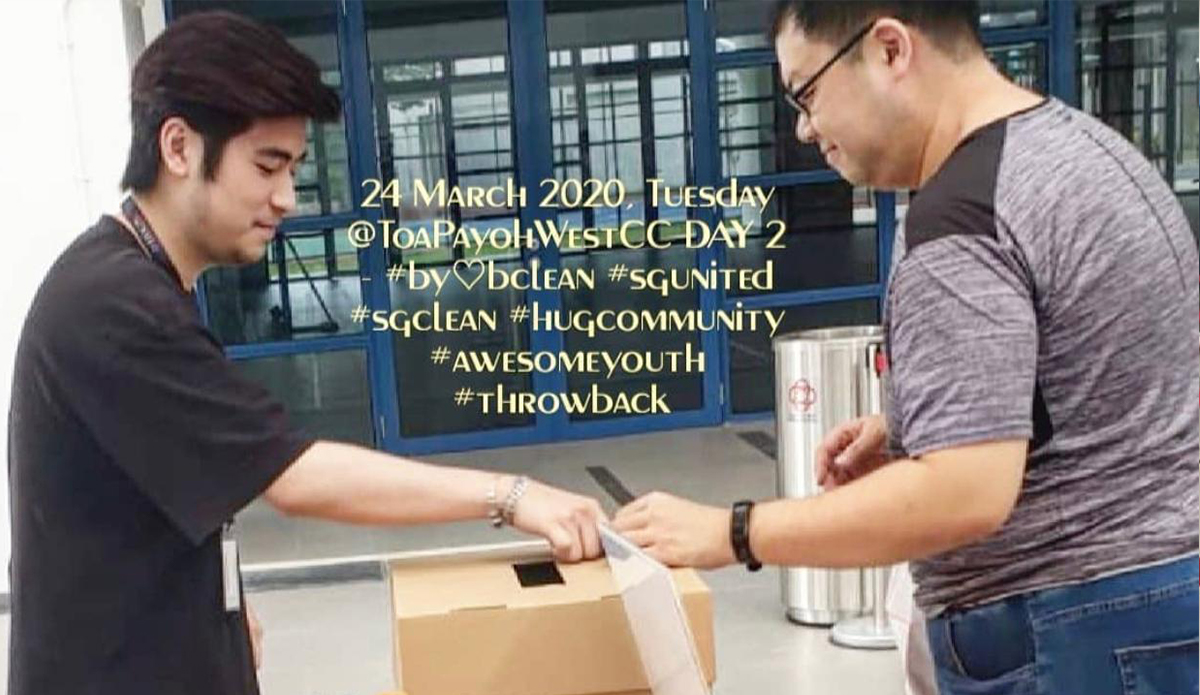 24 March 2020, Tuesday
@ToaPayohWestCC DAY 2
- #by♡bclean #sgunited
#sgclean #hugcommunity
#awesomeyouth
#throwback